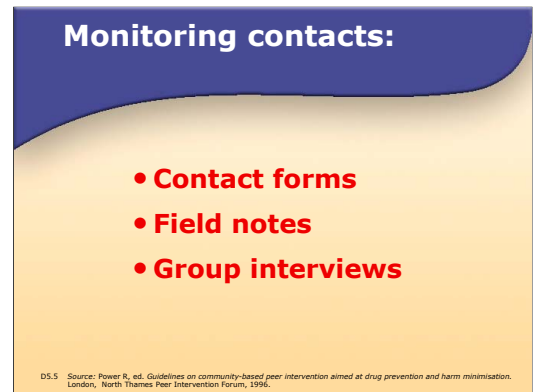 Monitoring contacts:
• Contact forms
• Field notes
• Group interviews
D5.5 Source: Power R, ed. Guidelines on community-based peer intervention aimed at drug prevention and harm minimisation.
London, North Thames Peer Intervention Forum, 1996.